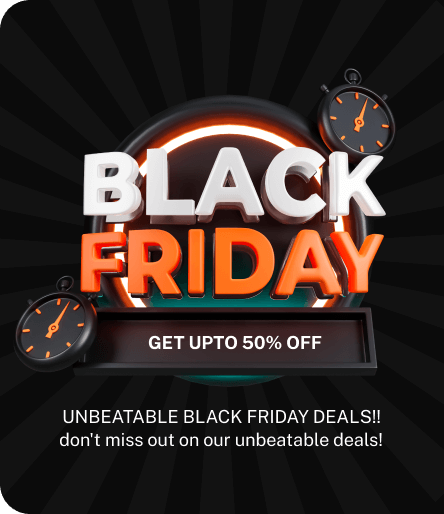 BLACK
FRIDAY
GET UPTO 50% OFF
UNBEATABLE BLACK FRIDAY DEALS!!
don't miss out on our unbeatable deals!